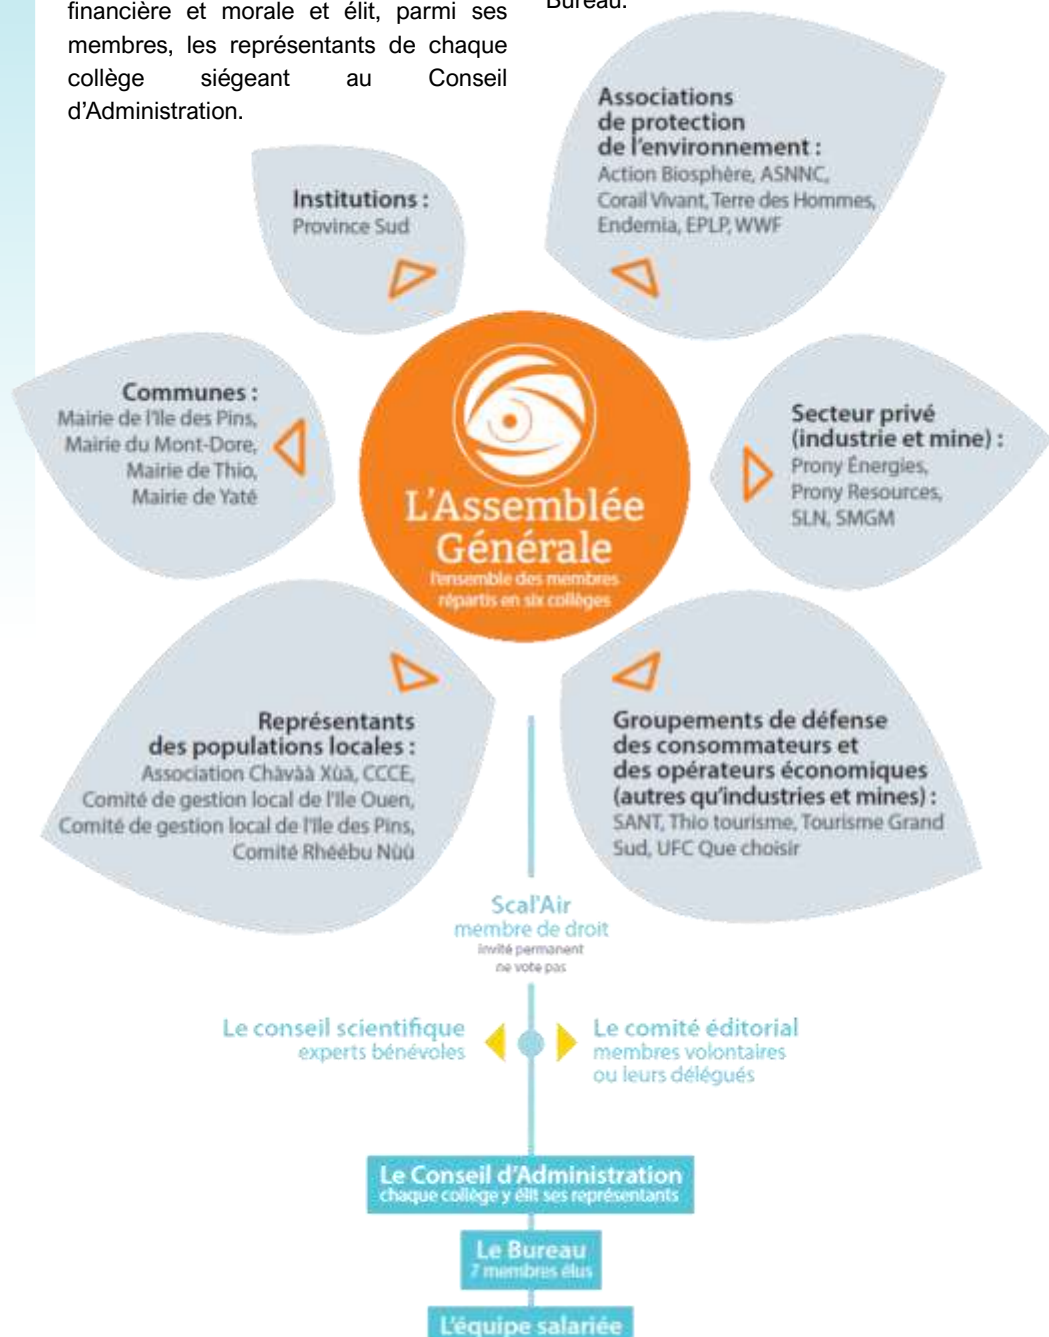 financière et morale et élit, parmi ses
membres, les représentants de chaque
collège siégeant au Conseil
d'Administration.
Bureau.
Associations
de protection
de l'environnement :
Action Biosphère, ASNNC,
Corail Vivant, Terre des Hommes,
Endemia, EPLP, WWF
Institutions :
Province Sud
Communes :
Mairie de l'Ile des Pins,
Mairie du Mont-Dore,
Mairie de Thio,
Mairie de Yaté
Secteur privé
(industrie et mine) :
Prony Énergies,
Prony Resources,
SLN, SMGM
L'Assemblée
Générale
l'ensemble des membres
répartis en six collèges
Représentants
des populations locales :
Association Chàvàà Xùà, CCCE,
Comité de gestion local de l'Ile Ouen,
Comité de gestion local de l'Ile des Pins,
Comité Rhéébu Nùù
Groupements de défense
des consommateurs et
des opérateurs économiques
(autres qu'industries et mines) :
SANT, Thio tourisme, Tourisme Grand
Sud, UFC Que choisir
Scal'Air
membre de droit
invité permanent
ne vote pas
Le conseil scientifique
experts bénévoles
Le comité éditorial
membres volontaires
ou leurs délégués
Le Conseil d'Administration
chaque collège y élit ses représentants
Le Bureau
7 membres élus
L'équipe salariée